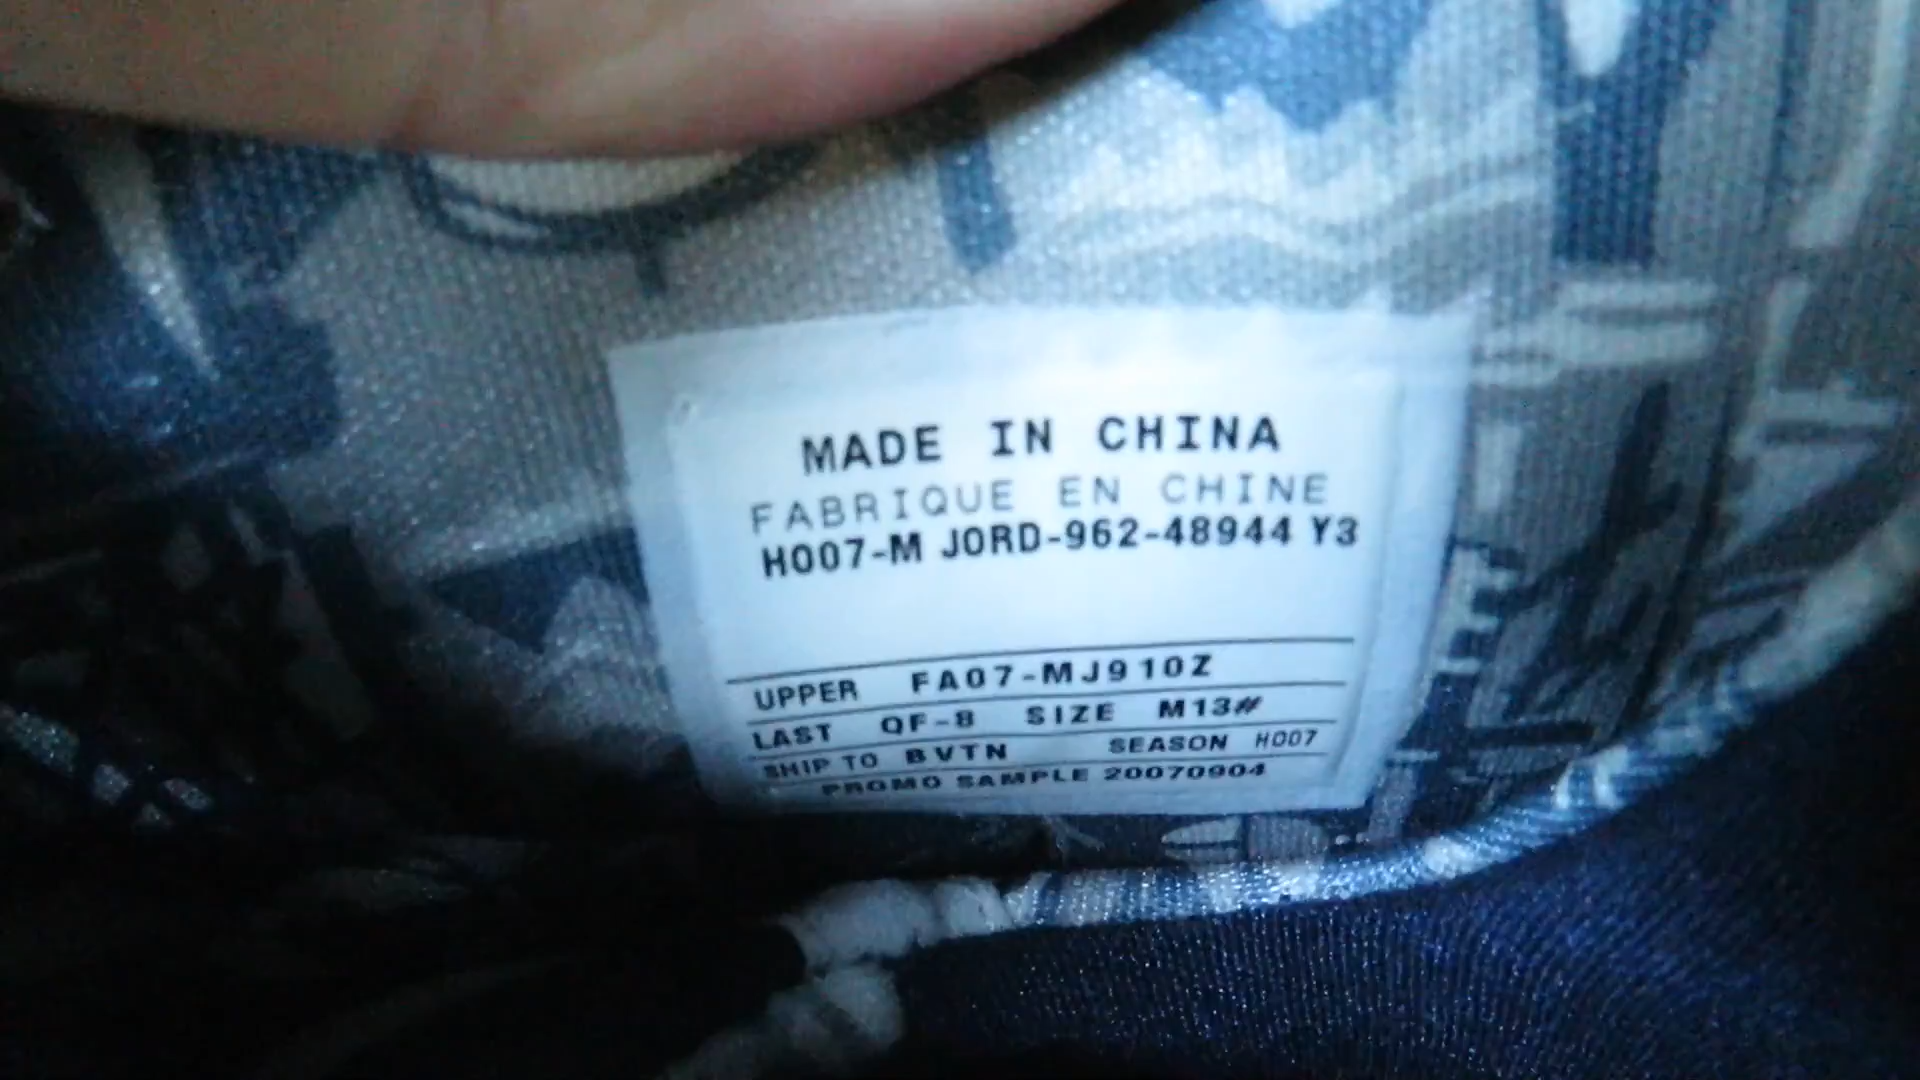 MADE IN CHINA
FABRIQUE EN CHINE
H007-M JORD-962-48944 Y3
UPPER FA07-MJ910Z
LAST QF-8 SIZE M13#
SHIP TO BVTN SEASON H007
PROMO SAMPLE 20070904